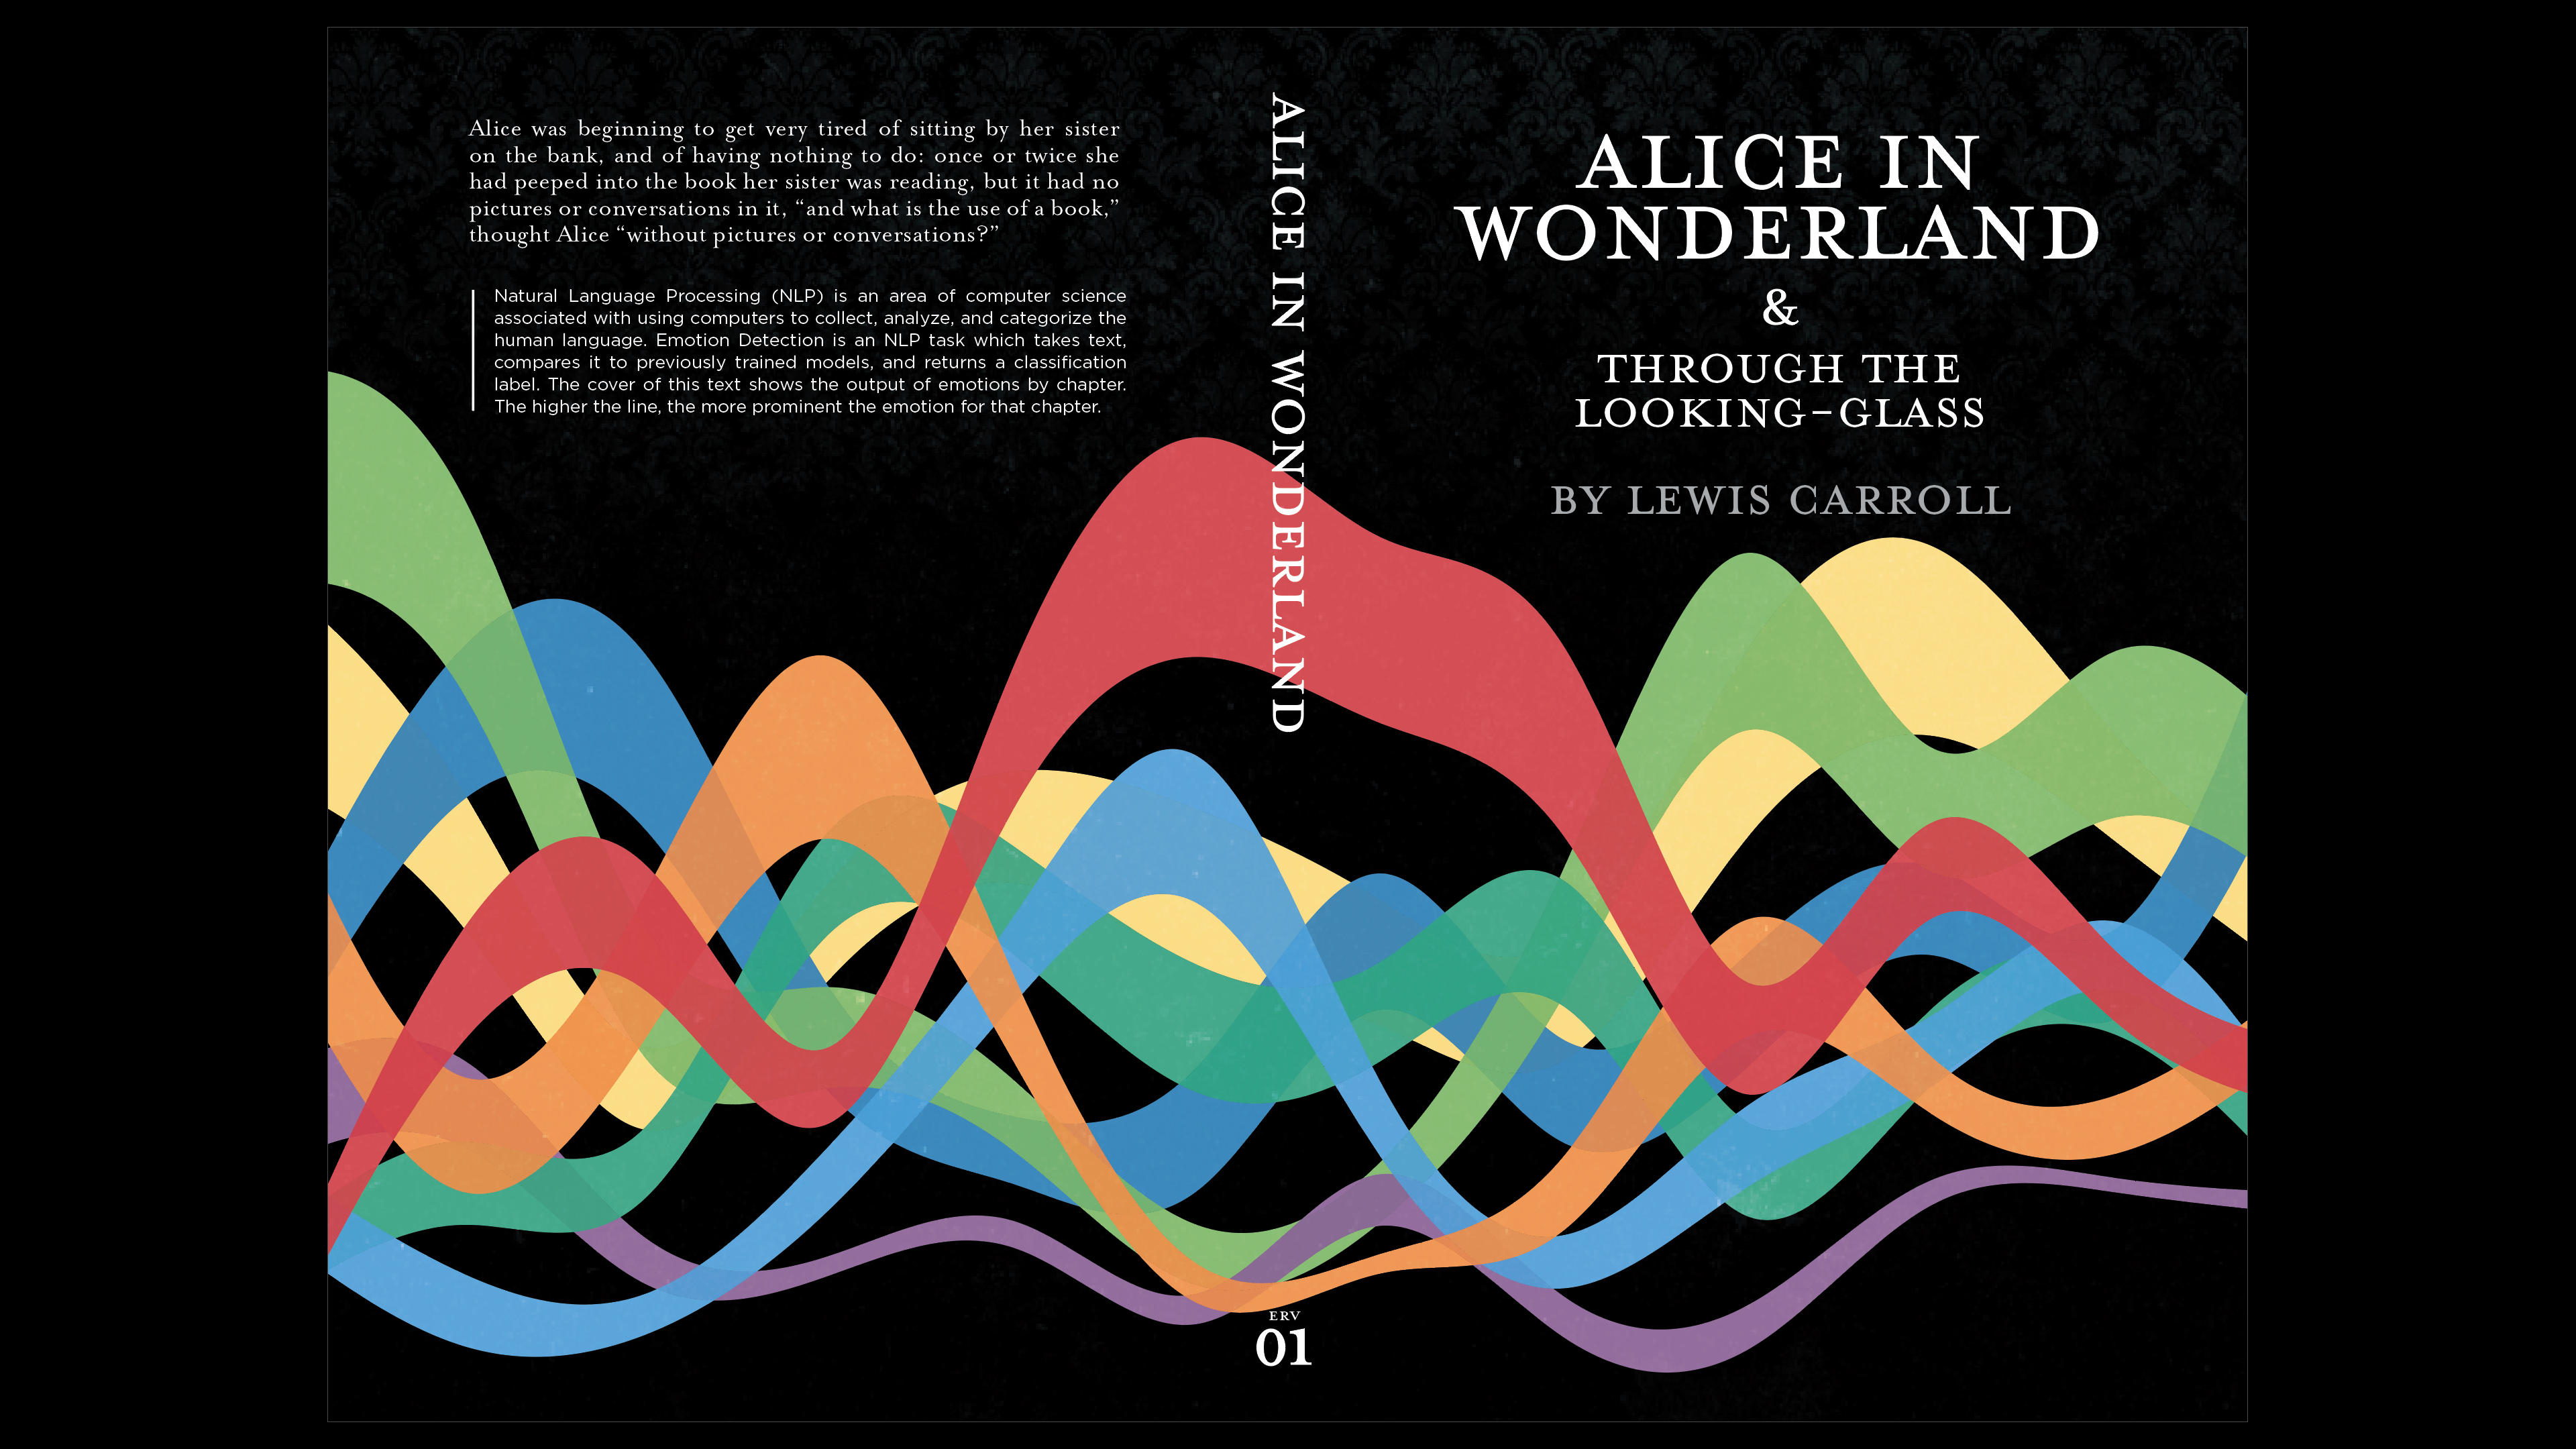 Alice was beginning to get very tired of sitting by her sister
on the bank, and of having nothing to do: once or twice she
had peeped into the book her sister was reading, but it had no
pictures or conversations in it, “and what is the use of a book,”
thought Alice “without pictures or conversations?”
Natural Language Processing (NLP) is an area of computer science
associated with using computers to collect, analyze, and categorize the
human language. Emotion Detection is an NLP task which takes text,
compares it to previously trained models, and returns a classification
label. The cover of this text shows the output of emotions by chapter.
The higher the line, the more prominent the emotion for that chapter.
ALICE IN WONDERLAND
ERV
01
ALICE IN
WONDERLAND
&
THROUGH THE
LOOKING-GLASS
BY LEWIS CARROLL